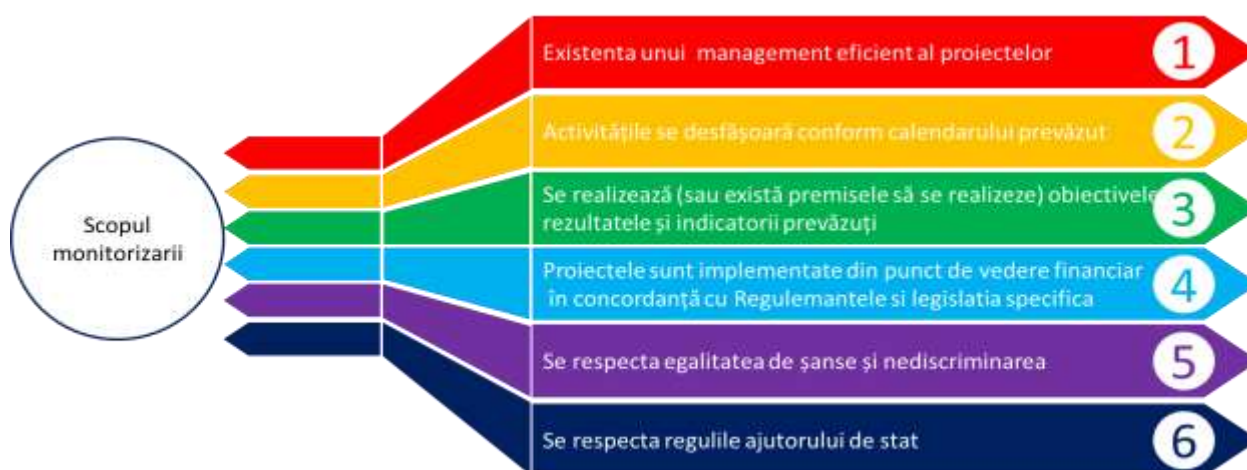 Scopul
monitorizarii
Existenta unui management eficient al proiectelor
1
Activitățile se desfășoară conform calendarului prevăzut
2
Se realizează (sau există premisele să se realizeze) obiectivele
rezultatele și indicatorii prevăzuți
3
Proiectele sunt implementate din punct de vedere financiar
în concordanță cu Regulemantele si legislatia specifica
4
Se respecta egalitatea de șanse și nediscriminarea
5
Se respecta regulile ajutorului de stat
6